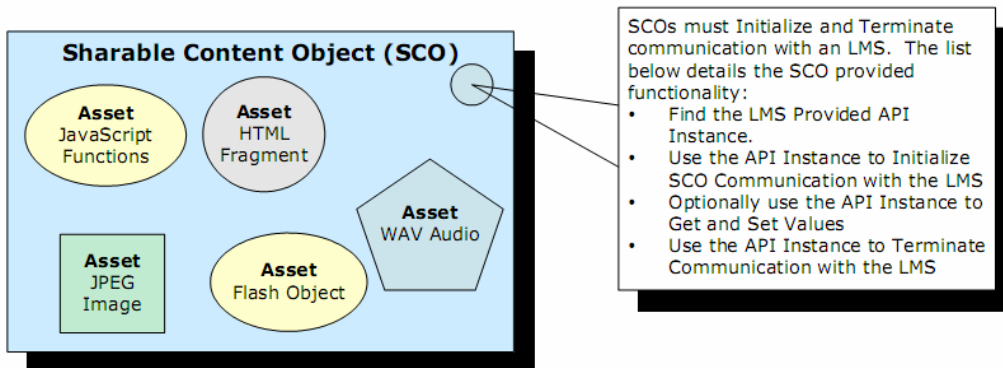 Sharable Content Object (SCO)
Asset
JavaScript
Functions
Asset
HTML
Fragment
Asset
WAV Audio
Asset
JPEG
Image
Asset
Flash Object
SCOs must Initialize and Terminate
communication with an LMS.  The list
below details the SCO provided
functionality:
• Find the LMS Provided API
Instance.
• Use the API Instance to Initialize
SCO Communication with the LMS
• Optionally use the API Instance to
Get and Set Values
• Use the API Instance to Terminate
Communication with the LMS